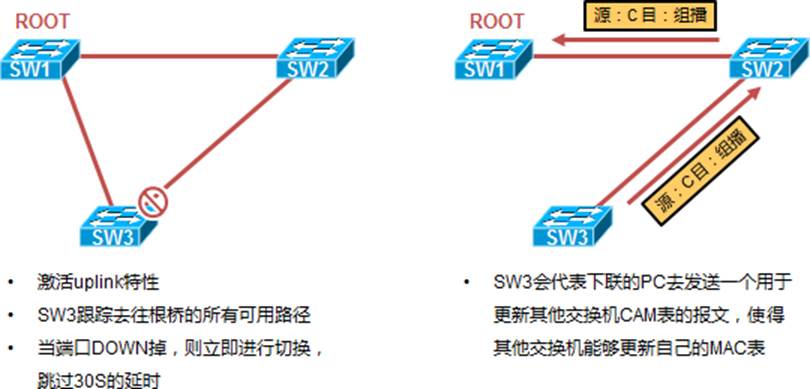 ROOT
SW1
SW2
SW3
• 激活uplink特性
• SW3跟踪去往根桥的所有可用路径
• 当端口DOWN掉，则立即进行切换，
跳过30S的延时
源：C目：组播
ROOT
SW1
SW2
源：C目：组播
SW3
• SW3会代表下联的PC去发送一个用于
更新其他交换机CAM表的报文，使得
其他交换机能够更新自己的MAC表